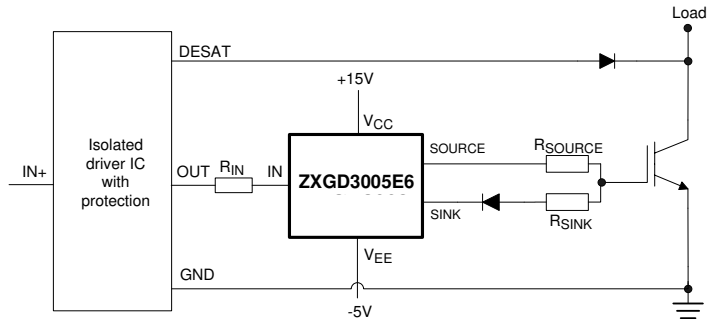 Load
DESAT
+15V
VCC
Isolated
driver IC
with
protection
IN+
OUT
RIN
IN
ZXGD3005E6
SOURCE
RSOURCE
SINK
RSINK
VEE
GND
-5V